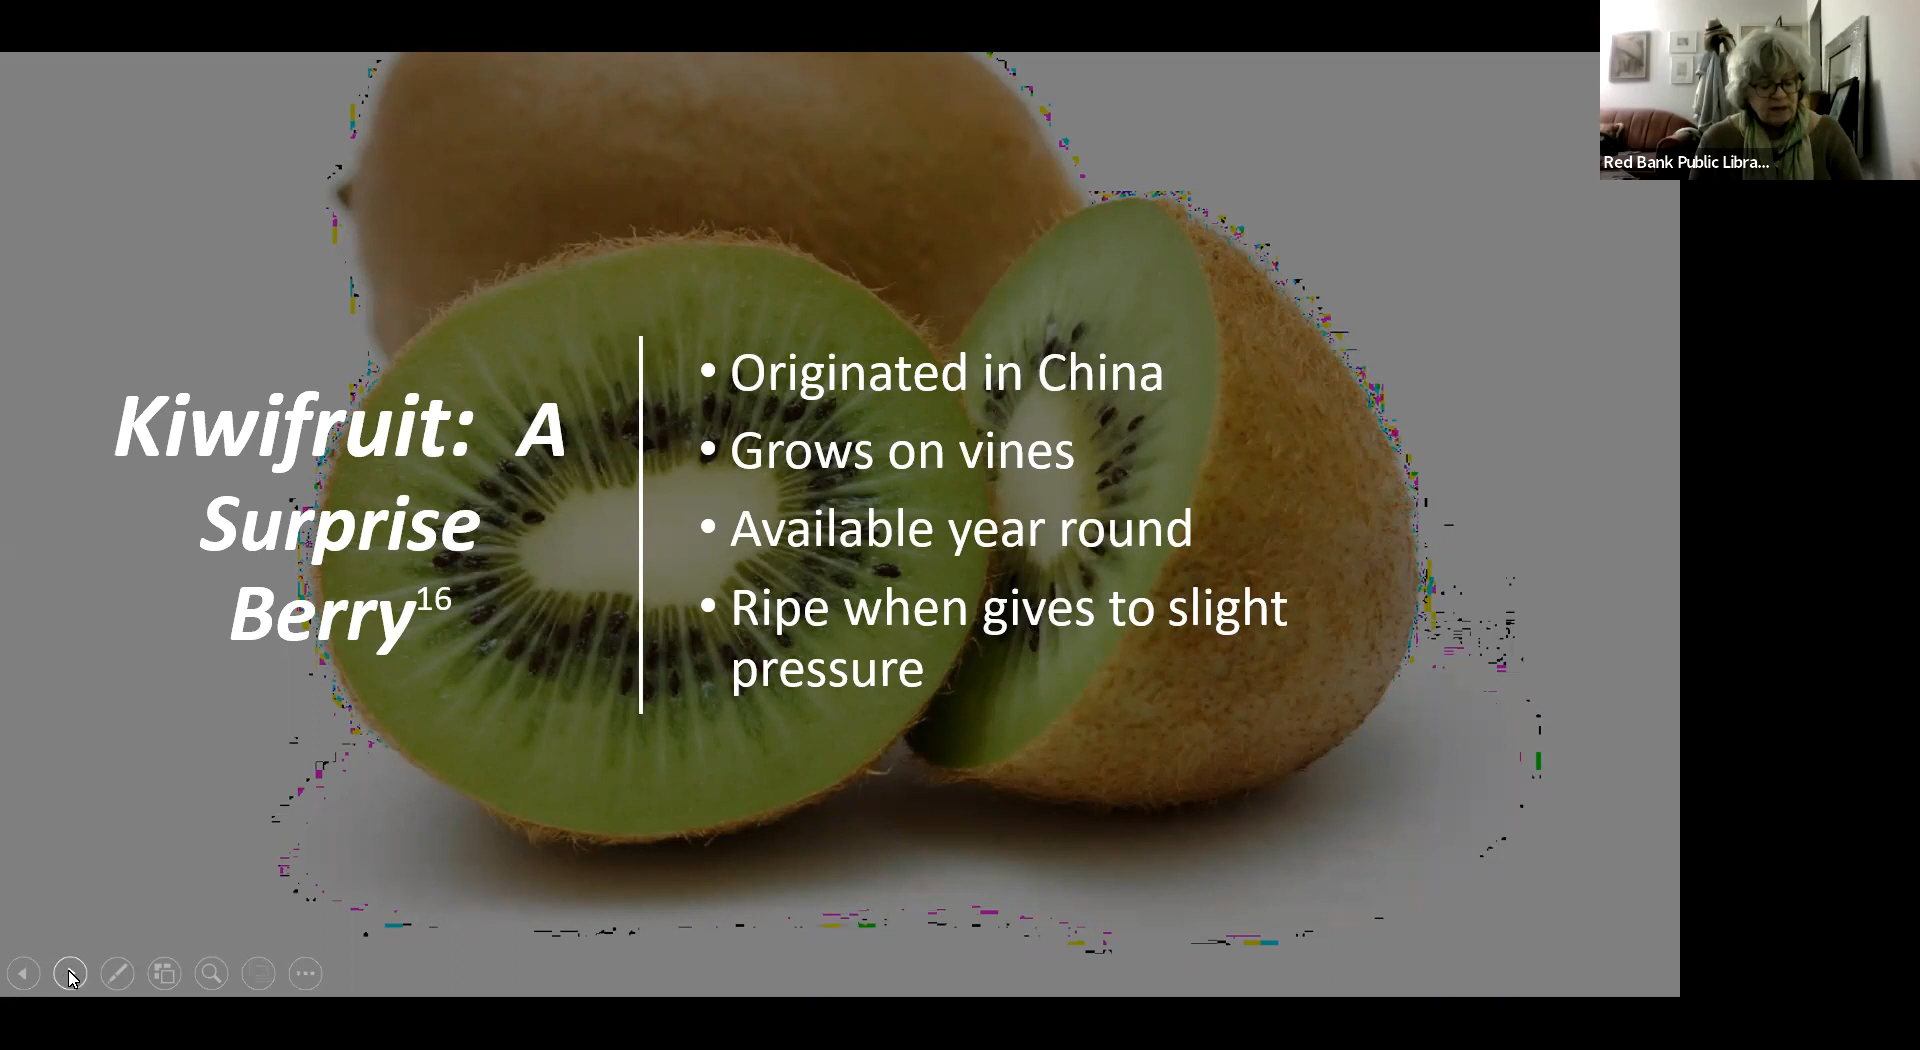 Kiwifruit: A
Surprise
Berry16
• Originated in China
• Grows on vines
• Available year round
• Ripe when gives to slight
pressure
Red Bank Public Libra...